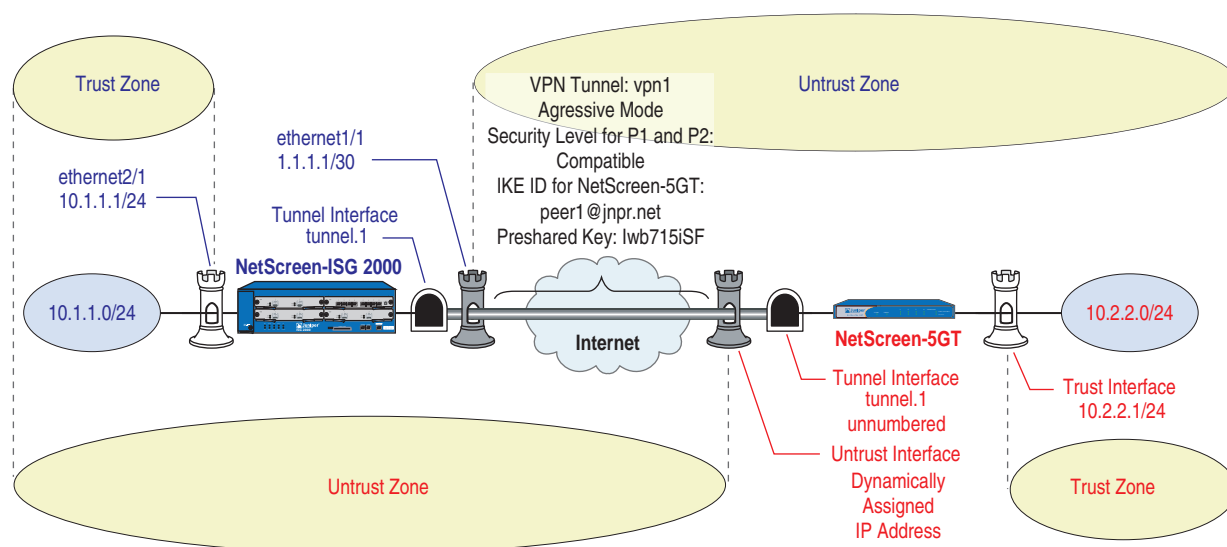 Trust Zone
Untrust Zone
VPN Tunnel: vpn1
Agressive Mode
Security Level for P1 and P2:
Compatible
IKE ID for NetScreen-5GT:
peer1@jnpr.net
Preshared Key: Iwb715iSF
ethernet1/1
1.1.1.1/30
ethernet2/1
10.1.1.1/24
Tunnel Interface
tunnel.1
NetScreen-ISG 2000
10.1.1.0/24
Internet
NetScreen-5GT
10.2.2.0/24
Tunnel Interface
tunnel.1
unnumbered
Trust Interface
10.2.2.1/24
Untrust Interface
Dynamically
Assigned
IP Address
Untrust Zone
Trust Zone